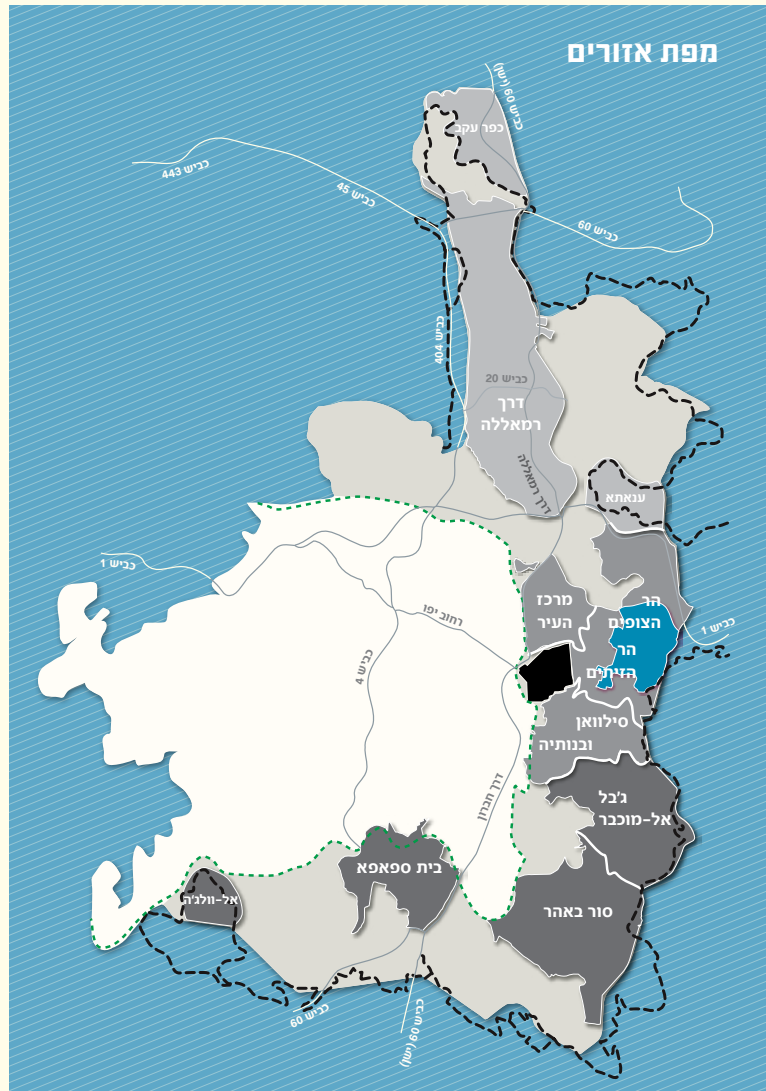 מפת אזורים
כביש 60 (ישן)
כפר עקב
כביש 443
כביש 45
כביש 60
כביש 404
כביש 20
דרך
רמאללה
דרך רמאללה
ענאתא
כביש 1
הר
הצופים
מרכז
העיר
רחוב יפו
כביש 1
הר
הזיתים
כביש 4
סילוואן
ובנותיה
דרך חברון
ג'בל
אל-מוכבר
בית ספאפא
אל-וולג'ה
סור באהר
כביש 60
כביש 60 (ישן)